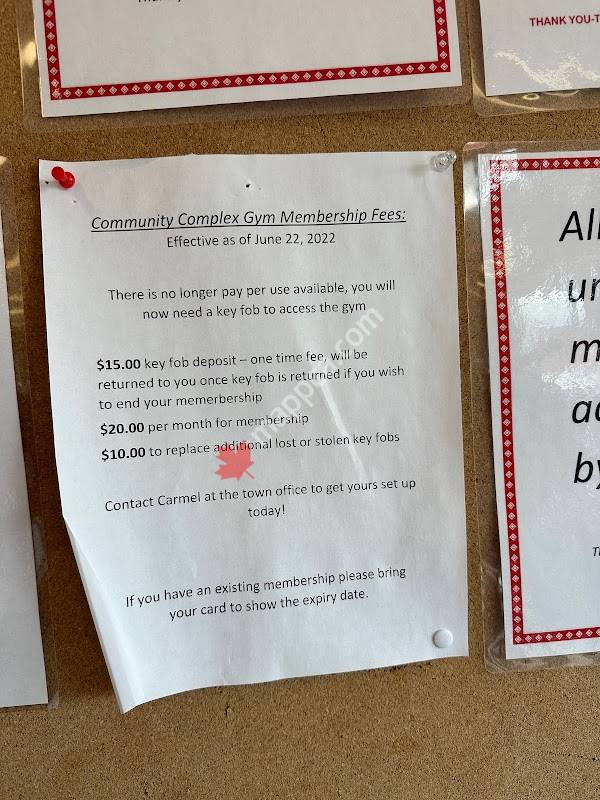 THANK YOU-T
Community Complex Gym Membership Fees:
Effective as of June 22, 2022
There is no longer pay per use available, you will
now need a key fob to access the gym
$15.00 key fob deposit – one time fee, will be
returned to you once key fob is returned if you wish
to end your memerbership
$20.00 per month for membership
$10.00 to replace additional lost or stolen key fobs
Contact Carmel at the town office to get yours set up
today!
If you have an existing membership please bring
your card to show the expiry date.
All
un
m
ac
by